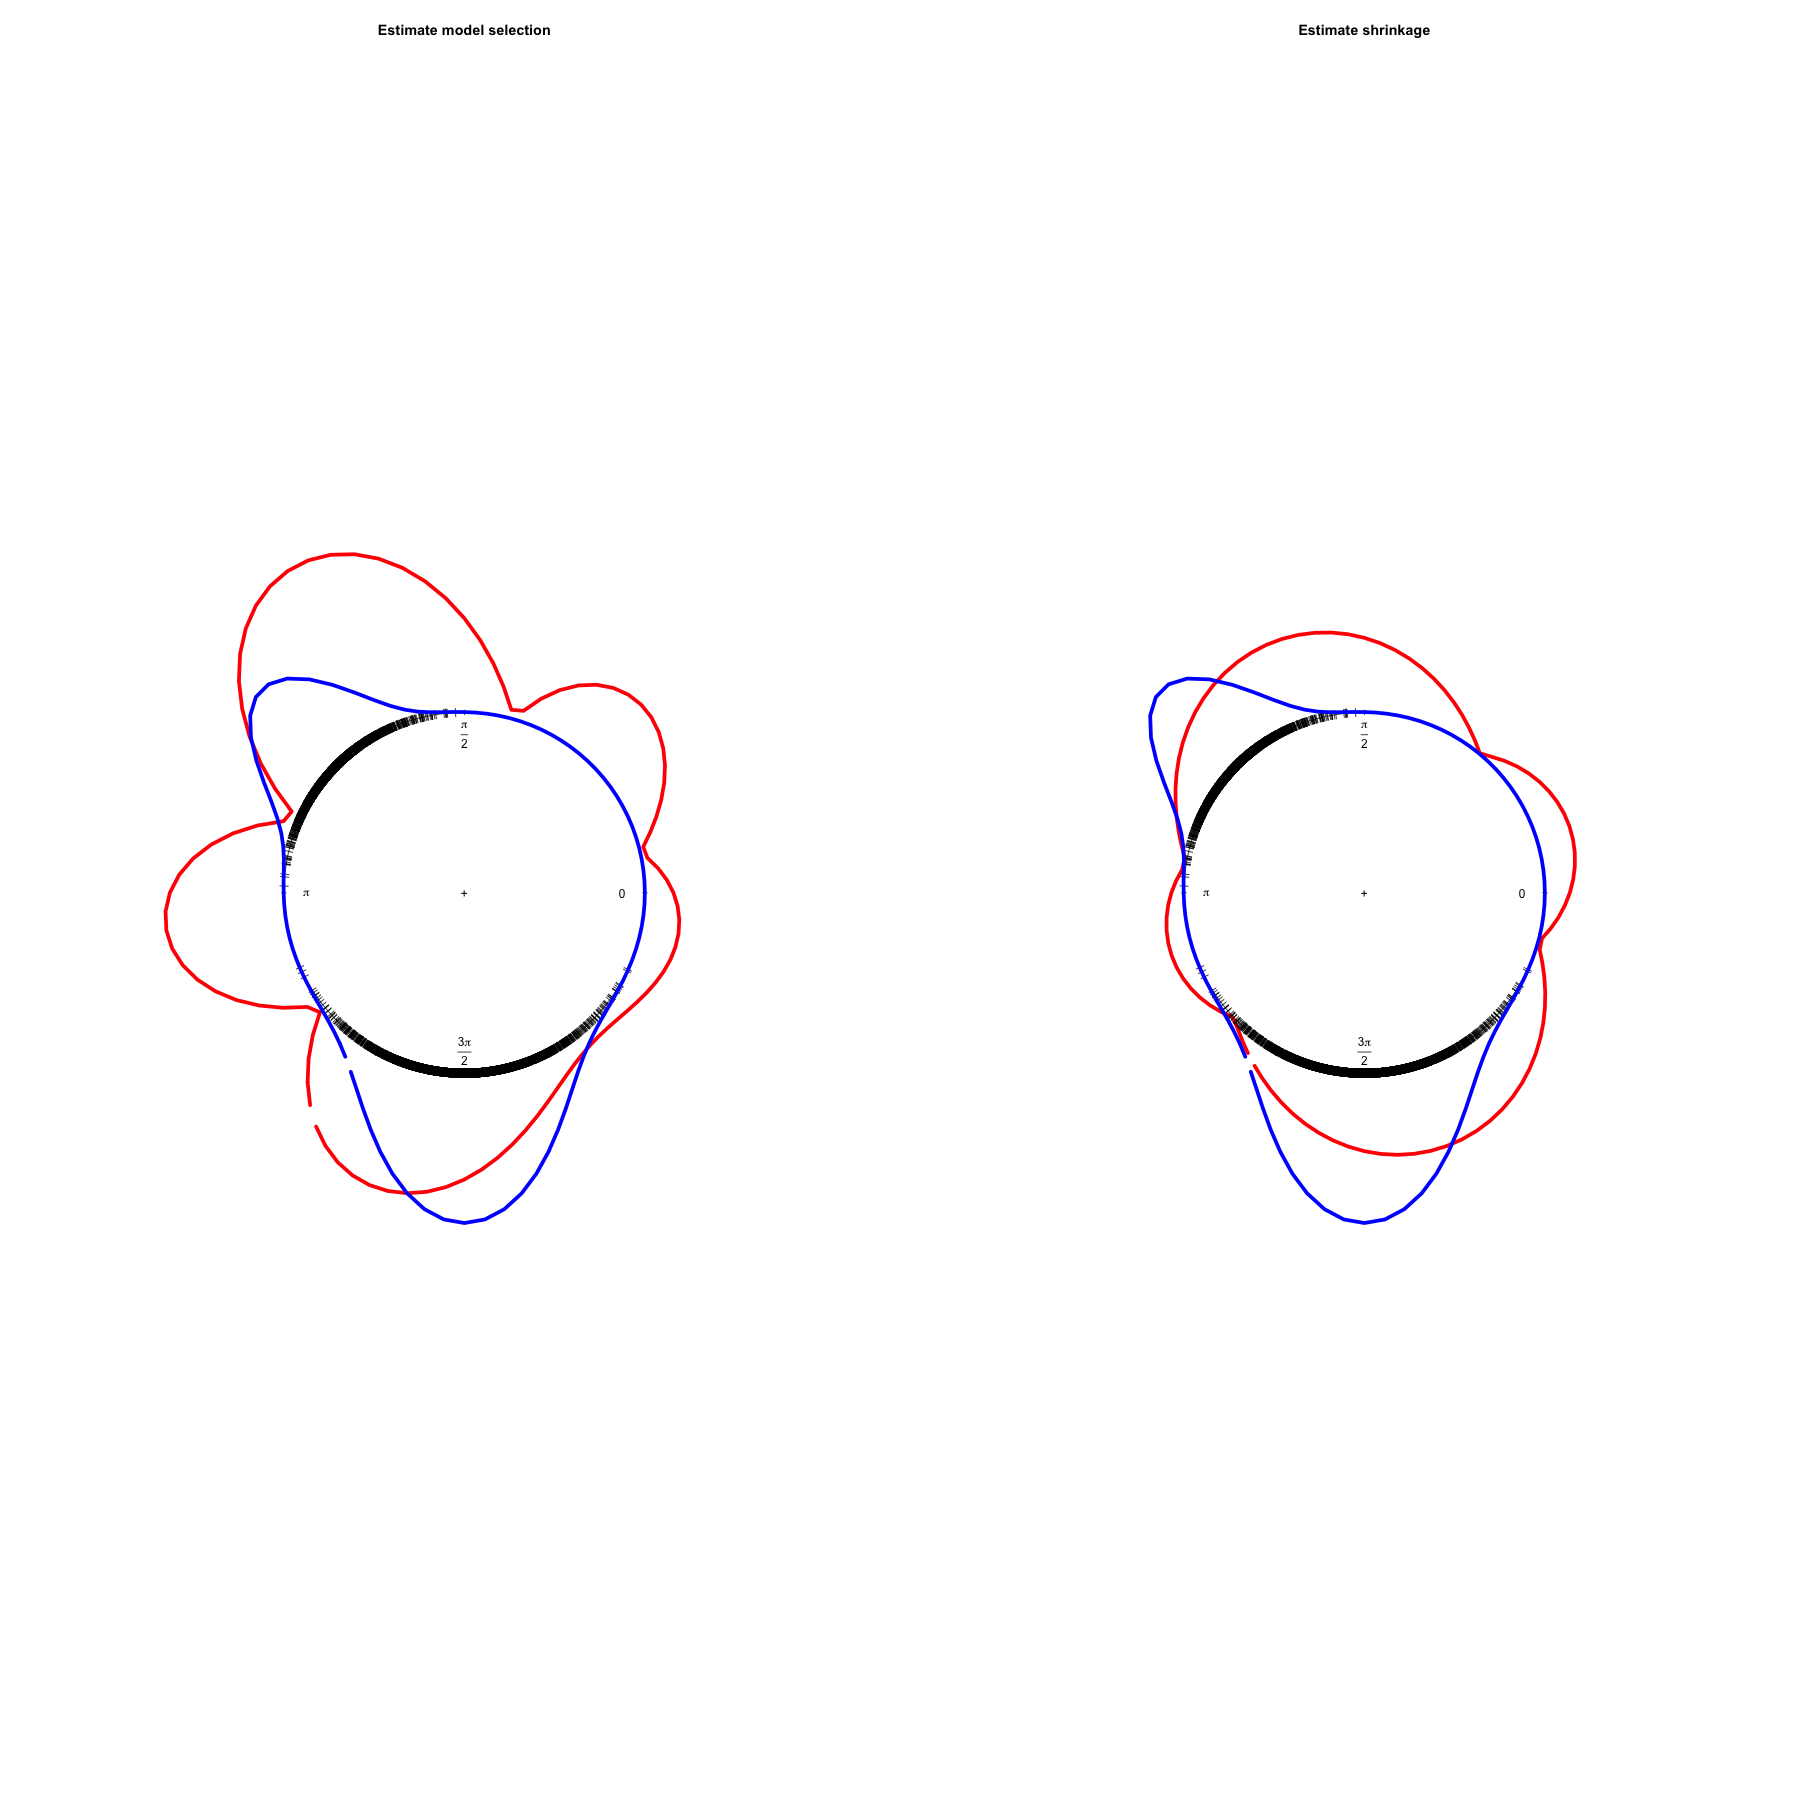 Estimate model selection
π
2
π
+
0
3π
2
Estimate shrinkage
π
2
π
+
0
3π
2